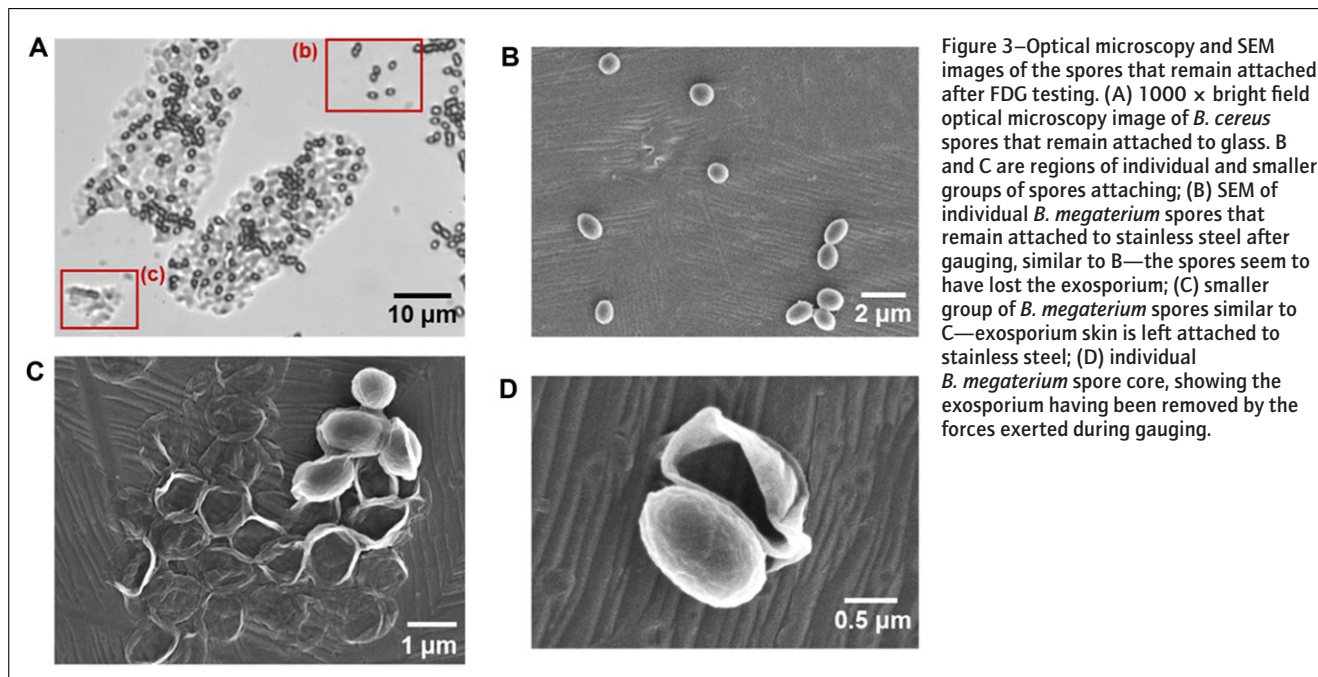 A
(b)
(c)
10 µm
B
2 µm
C
1 µm
D
0.5 µm
Figure 3–Optical microscopy and SEM
images of the spores that remain attached
after FDG testing. (A) 1000 × bright field
optical microscopy image of B. cereus
spores that remain attached to glass. B
and C are regions of individual and smaller
groups of spores attaching; (B) SEM of
individual B. megaterium spores that
remain attached to stainless steel after
gauging, similar to B—the spores seem to
have lost the exosporium; (C) smaller
group of B. megaterium spores similar to
C—exosporium skin is left attached to
stainless steel; (D) individual
B. megaterium spore core, showing the
exosporium having been removed by the
forces exerted during gauging.